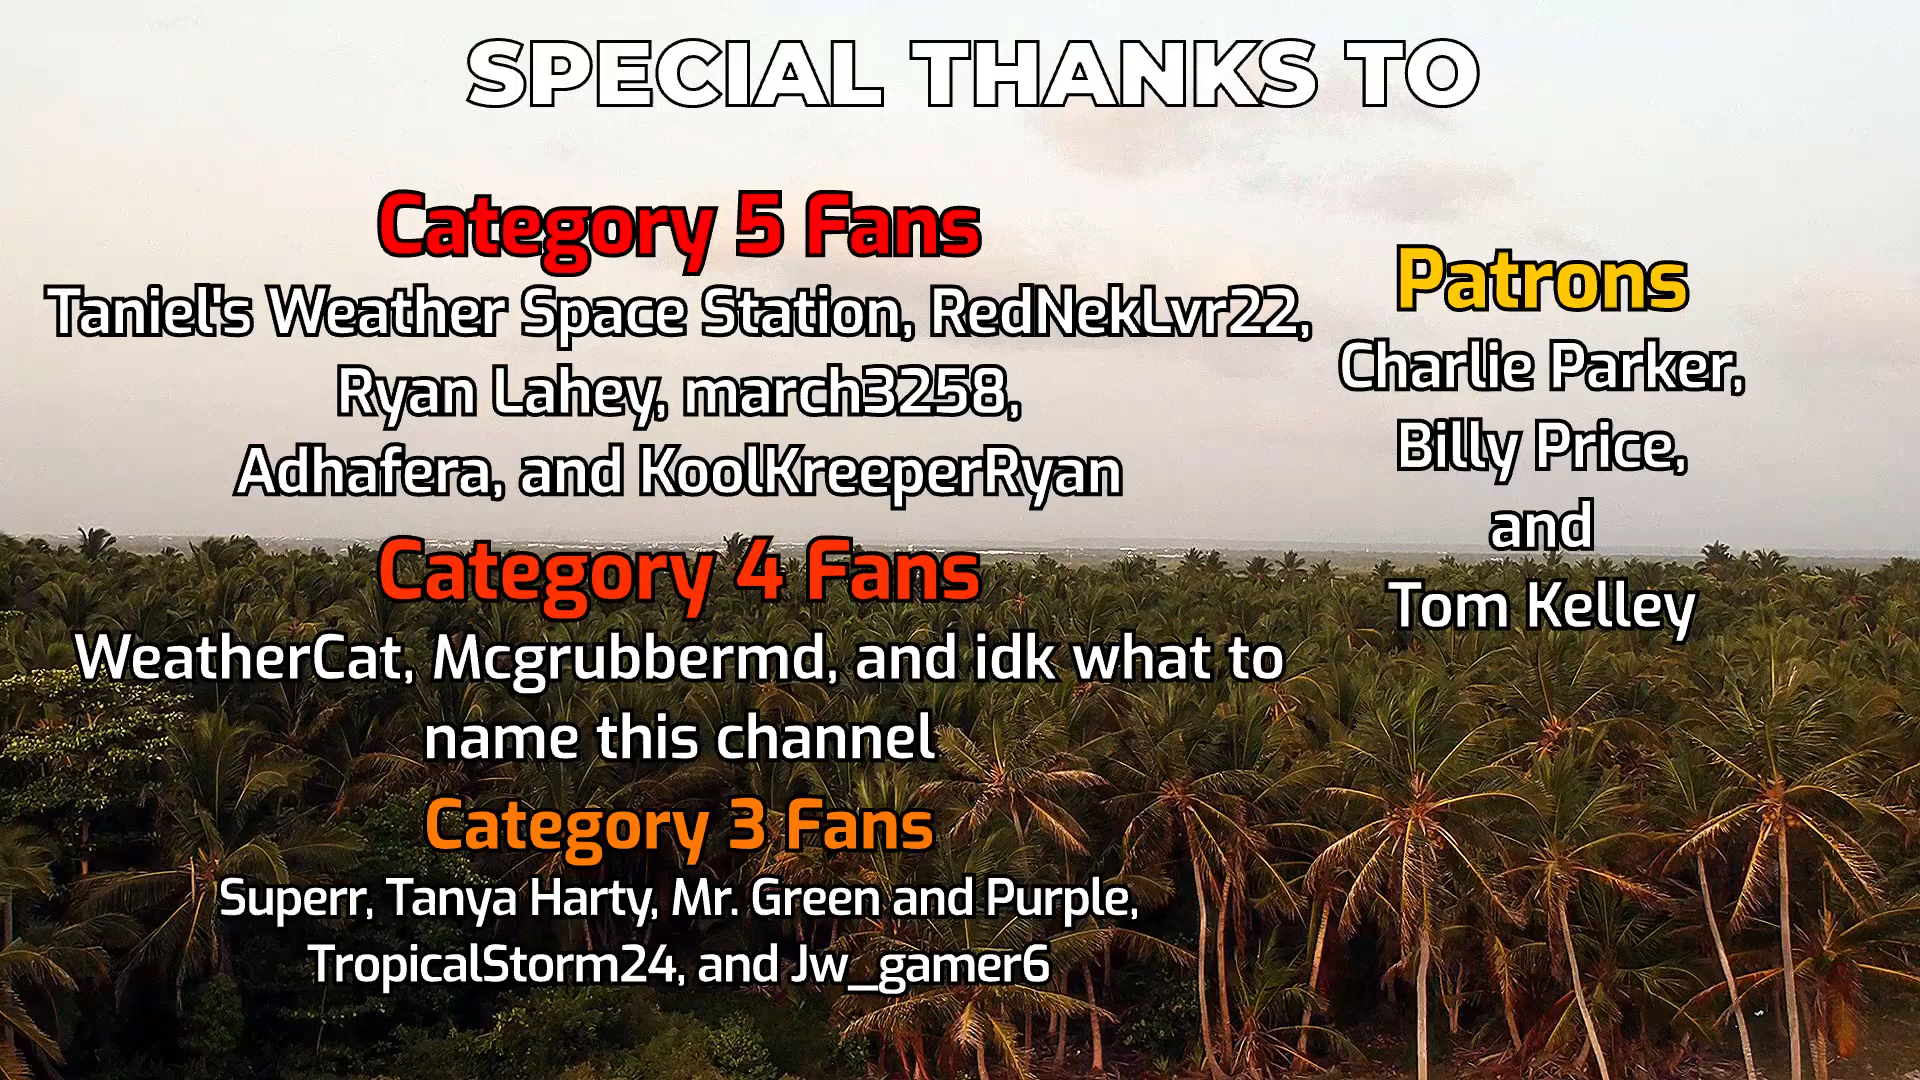 SPECIAL THANKS TO
Category 5 Fans
Taniel's Weather Space Station, RedNekLvr22,
Ryan Lahey, march3258,
Adhafera, and KoolKreeperRyan
Category 4 Fans
WeatherCat, Mcgrubbermd, and idk what to
name this channel
Category 3 Fans
Superr, Tanya Harty, Mr. Green and Purple,
TropicalStorm24, and Jw_gamer6
Patrons
Charlie Parker,
Billy Price,
and
Tom Kelley